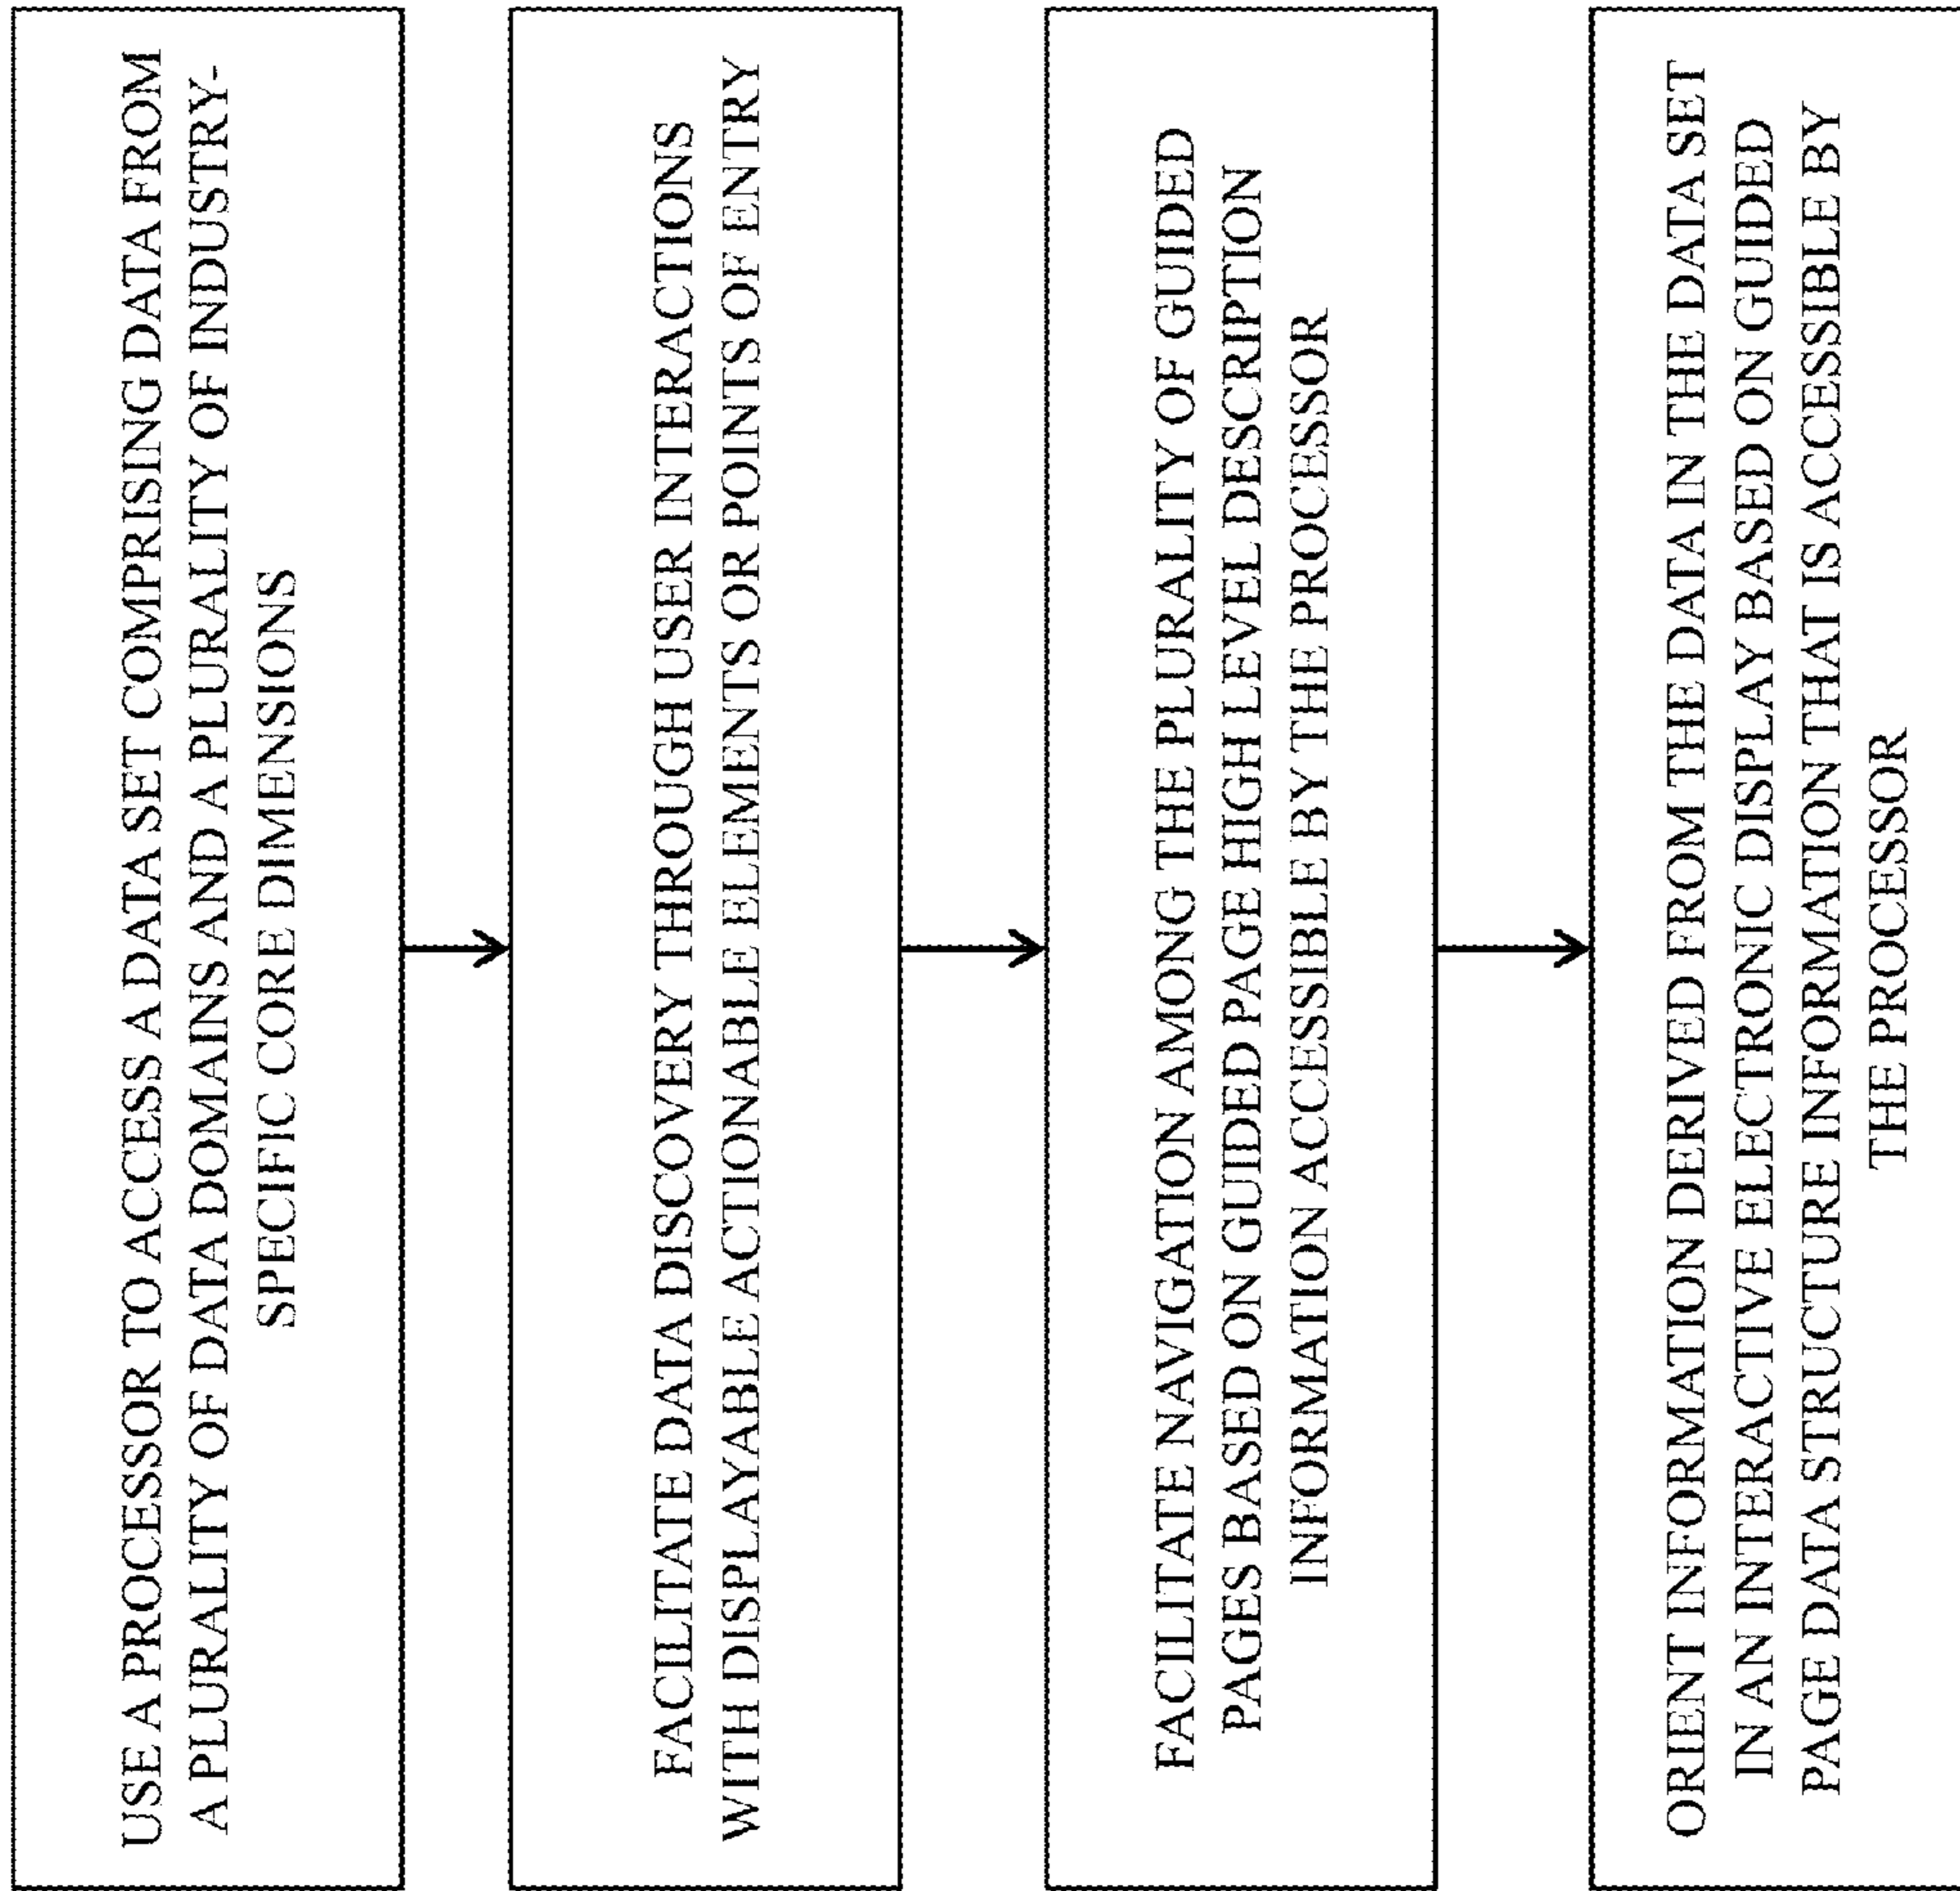 USE A PROCESSOR TO ACCESS A DATA SET COMPRISING DATA FROM
A PLURALITY OF DATA DOMAINS AND A PLURALITY OF INDUSTRY-
SPECIFIC CORE DIMENSIONS
FACILITATE DATA DISCOVERY THROUGH USER INTERACTIONS
WITH DISPLAYABLE ACTIONABLE ELEMENTS OR POINTS OF ENTRY
FACILITATE NAVIGATION AMONG THE PLURALITY OF GUIDED
PAGES BASED ON GUIDED PAGE HIGH LEVEL DESCRIPTION
INFORMATION ACCESSIBLE BY THE PROCESSOR
ORIENT INFORMATION DERIVED FROM THE DATA IN THE DATA SET
IN AN INTERACTIVE ELECTRONIC DISPLAY BASED ON GUIDED
PAGE DATA STRUCTURE INFORMATION THAT IS ACCESSIBLE BY
THE PROCESSOR